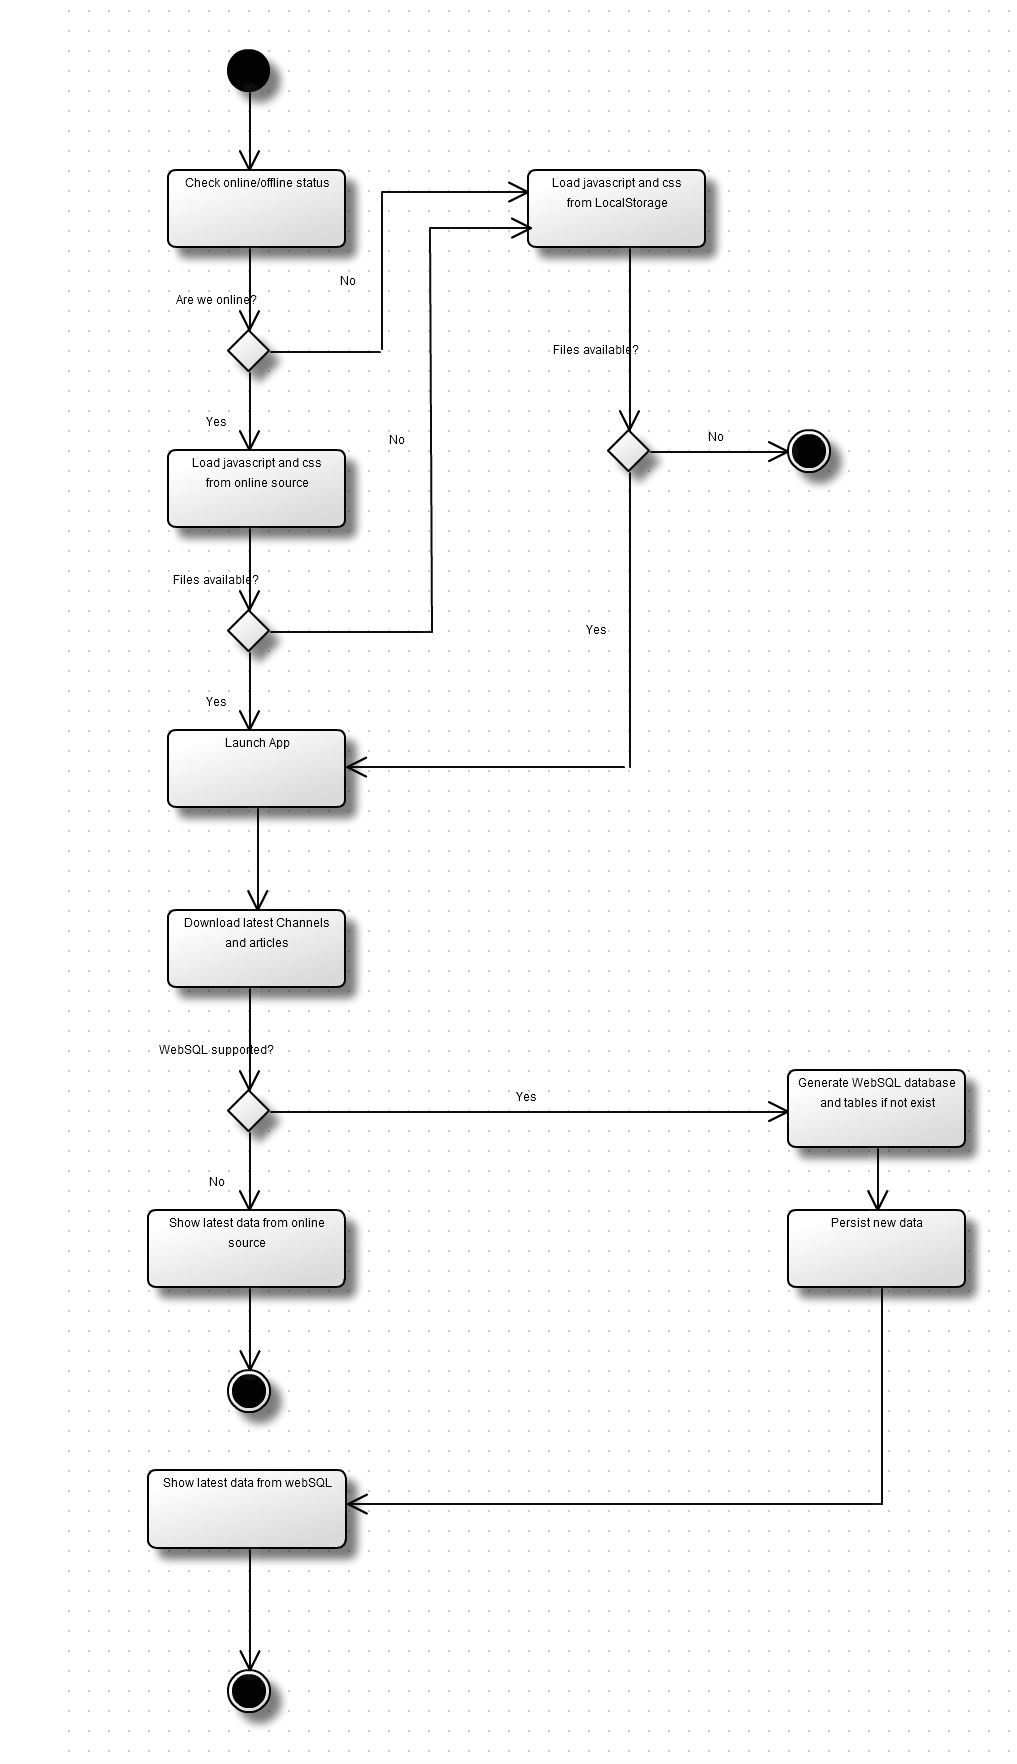 Check online/offline status
Load javascript and css
from LocalStorage
No
Are we online?
Files available?
Yes
No
No
Load javascript and css
from online source
Files available?
Yes
Yes
Launch App
Download latest Channels
and articles
WebSQL supported?
Yes
Generate WebSQL database
and tables if not exist
No
Show latest data from online
source
Persist new data
Show latest data from webSQL